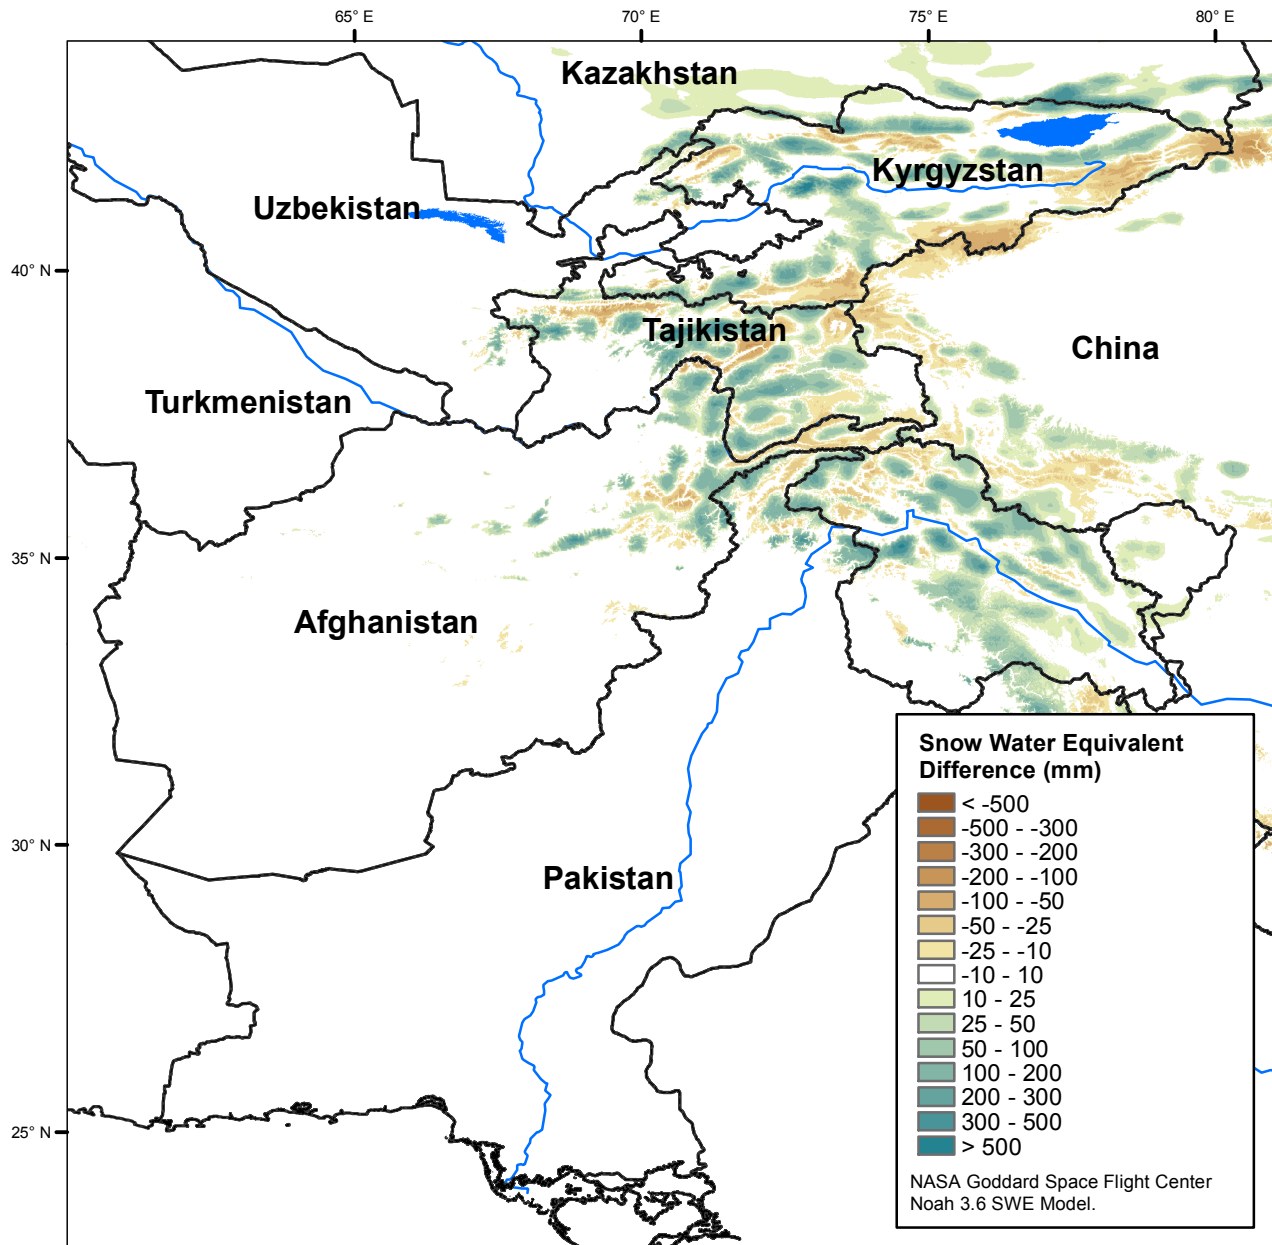 65° E 70° E 75° E 80° E
Kazakhstan
Kyrgyzstan
Uzbekistan
40° N
Tajikistan
China
Turkmenistan
35° N
Afghanistan
Snow Water Equivalent
Difference (mm)
< -500
-500 - -300
-300 - -200
-200 - -100
-100 - -50
-50 - -25
-25 - -10
-10 - 10
10 - 25
25 - 50
50 - 100
100 - 200
200 - 300
300 - 500
> 500
NASA Goddard Space Flight Center
Noah 3.6 SWE Model.
30° N
Pakistan
25° N